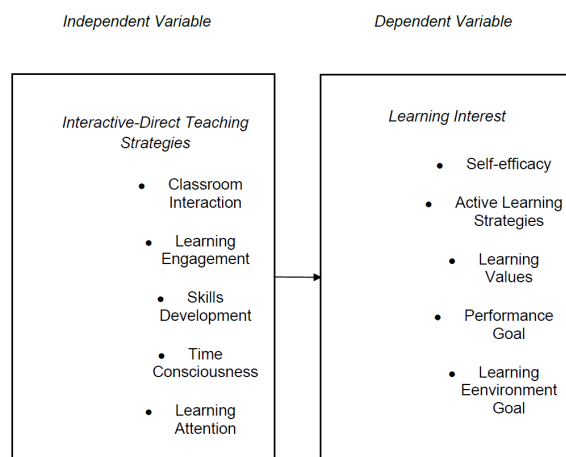 Independent Variable
Dependent Variable
Interactive-Direct Teaching
Strategies
● Classroom
Interaction
● Learning
Engagement
● Skills
Development
● Time
Consciousness
● Learning
Attention
Learning Interest
● Self-efficacy
● Active Learning
Strategies
● Learning
Values
● Performance
Goal
● Learning
Eenvironment
Goal